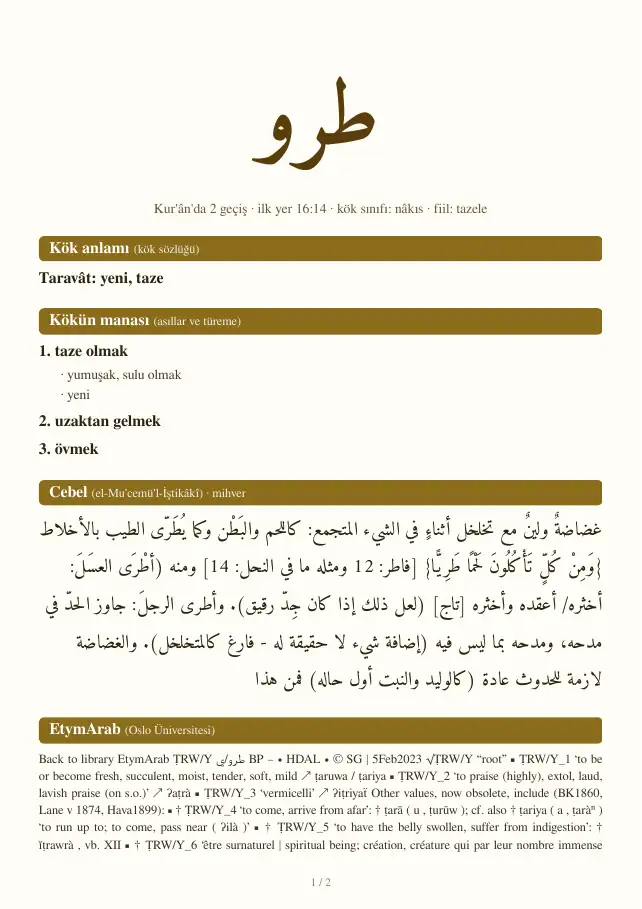 طرو
Kur'ân'da 2 geçiş · ilk yer 16:14 · kök sınıfı: nâkıs · fiil: tazele
Kök anlamı (kök sözlüğü)
Taravât: yeni, taze
Kökün manası (asıllar ve türeme)
1. taze olmak
· yumuşak, sulu olmak
· yeni
2. uzaktan gelmek
3. övmek
Cebel (el-Mu'cemü'l-İştikâkî) · mihver
غضاضةٌ ولينٌ مع تخلخل أثناءٍ في الشيء المتجمع: كاللحم والبَطْن وكما يُطَرّى الطيب بالأخلاط
{وَمِنْ كُلٍّ تَأْكُلُونَ لَحْمًا طَرِيًّا} [فاطر: 12 ومثله ما في النحل: 14] ومنه (أطْرَى العسَلَ:
أخثره/ أعقده وأخثره [تاج] (لعل ذلك إذا كان جِدّ رقيق). وأطرى الرجلَ: جاوز الحدّ في
مدحه، ومدحه بما ليس فيه (إضافة شيء لا حقيقة له - فارغ كالمتخلخل). والغضاضة
لازمة للحدوث عادة (كالوليد والنبت أول حاله) فمن هذا
EtymArab (Oslo Üniversitesi)
Back to library EtymArab ṬRW/Y طرو/ي BP – • HDAL • © SG | 5Feb2023 √ṬRW/Y “root” ▪ ṬRW/Y_1 ‘to be
or become fresh, succulent, moist, tender, soft, mild ↗ ṭaruwa / ṭariya ▪ ṬRW/Y_2 ‘to praise (highly), extol, laud,
lavish praise (on s.o.)’ ↗ ʔaṭrà ▪ ṬRW/Y_3 ‘vermicelli’ ↗ ʔiṭriyaẗ Other values, now obsolete, include (BK1860,
Lane v 1874, Hava1899): ▪ † ṬRW/Y_4 ‘to come, arrive from afar’: † ṭarā ( u , ṭurūw ); cf. also † ṭariya ( a , ṭaràⁿ )
‘to run up to; to come, pass near ( ʔilà )’ ▪ † ṬRW/Y_5 ‘to have the belly swollen, suffer from indigestion’: †
ĭṭrawrà , vb. XII ▪ † ṬRW/Y_6 ‘être surnaturel | spiritual being; création, créature qui par leur nombre immense
1 / 2